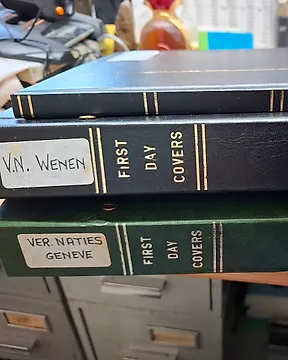 V.N. WENEN
FIRST
DAY
COVERS
VER. NATIES
GENEVE
FIRST
DAY
COVERS